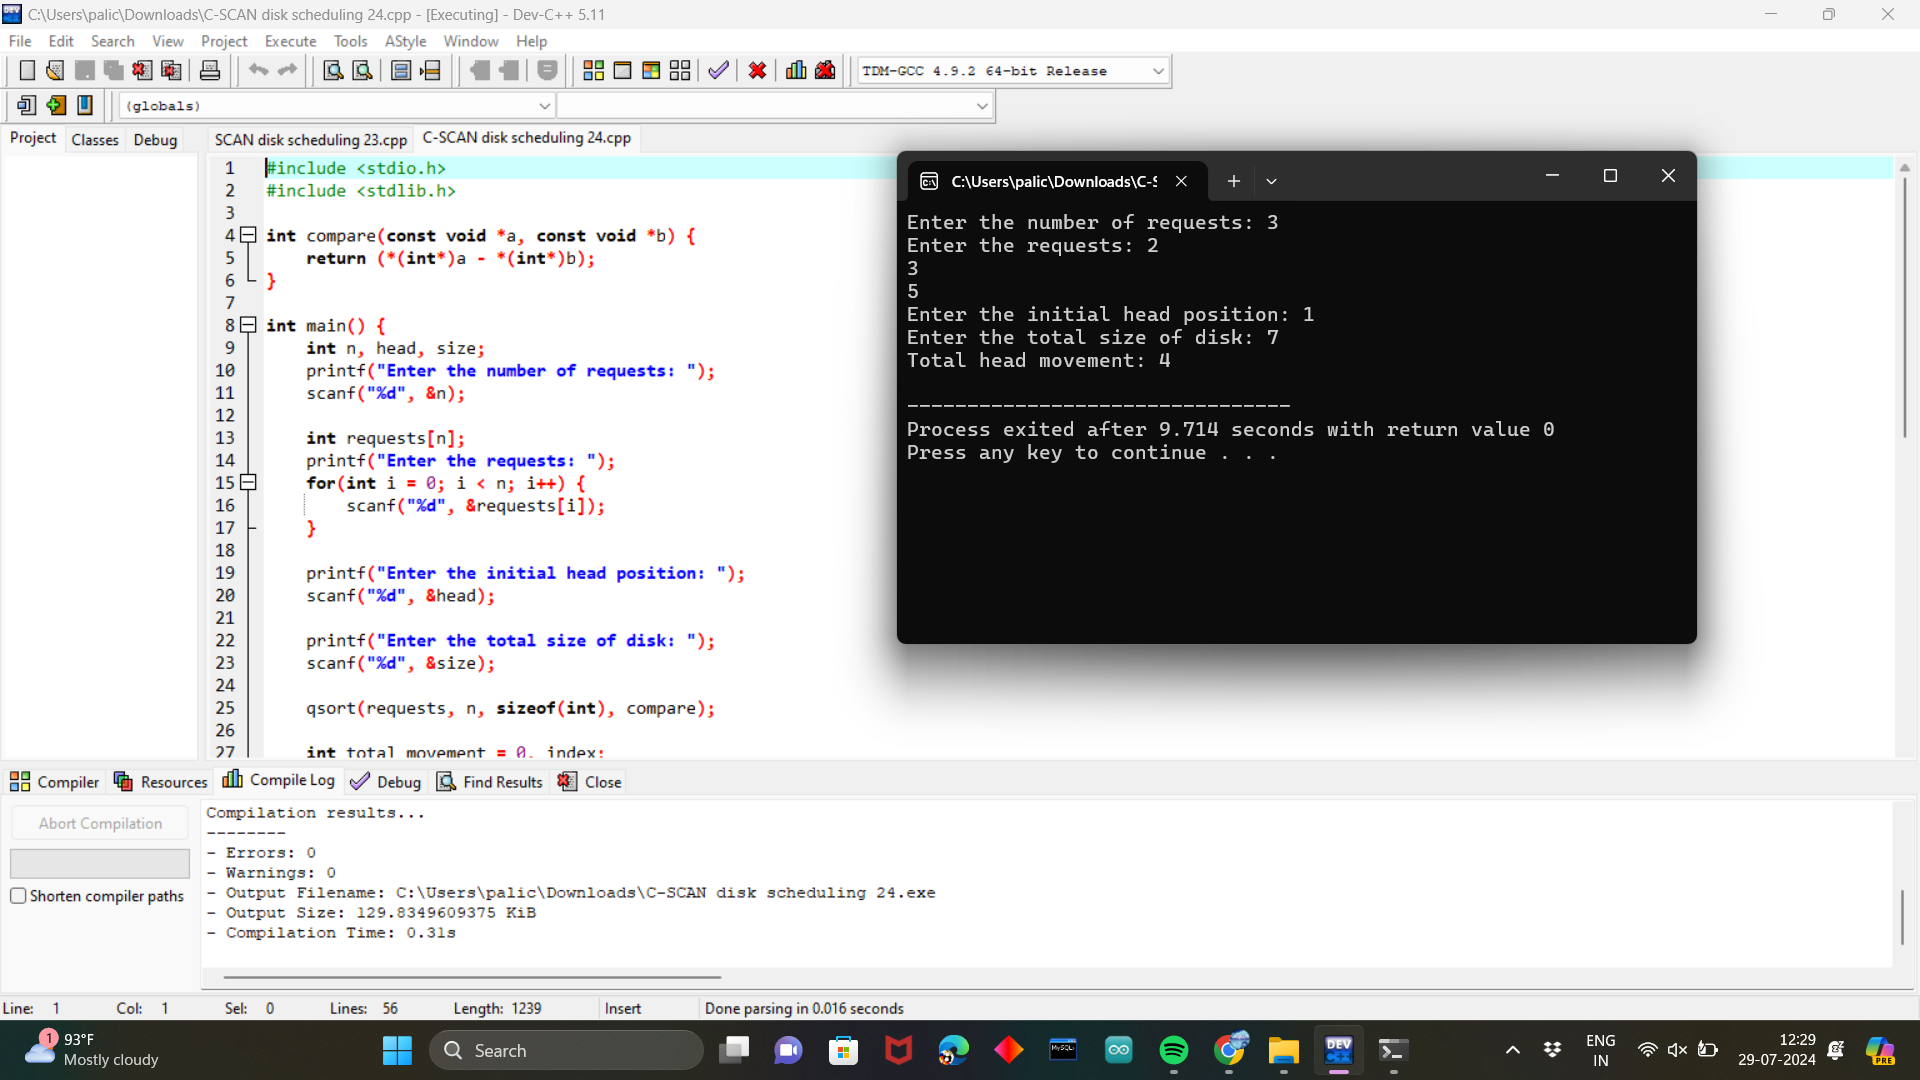 C:\Users\palic\Downloads\C-SCAN disk scheduling 24.cpp - [Executing] - Dev-C++ 5.11
File Edit Search View Project Execute Tools AStyle Window Help
TDM-GCC 4.9.2 64-bit Release
(globals)
Project Classes Debug
SCAN disk scheduling 23.cpp C-SCAN disk scheduling 24.cpp
1 #include <stdio.h>
2 #include <stdlib.h>
3
4 int compare(const void *a, const void *b) {
5 return (*(int*)a - *(int*)b);
6 }
7
8 int main() {
9 int n, head, size;
10 printf("Enter the number of requests: ");
11 scanf("%d", &n);
12
13 int requests[n];
14 printf("Enter the requests: ");
15 for(int i = 0; i < n; i++) {
16 scanf("%d", &requests[i]);
17 }
18
19 printf("Enter the initial head position: ");
20 scanf("%d", &head);
21
22 printf("Enter the total size of disk: ");
23 scanf("%d", &size);
24
25 qsort(requests, n, sizeof(int), compare);
26
27 int total movement = 0, index;
C:\Users\palic\Downloads\C-S
Enter the number of requests: 3
Enter the requests: 2
3
5
Enter the initial head position: 1
Enter the total size of disk: 7
Total head movement: 4
--------------------------------
Process exited after 9.714 seconds with return value 0
Press any key to continue . . .
Compiler Resources Compile Log Debug Find Results Close
Abort Compilation
Shorten compiler paths
Compilation results...
--------
- Errors: 0
- Warnings: 0
- Output Filename: C:\Users\palic\Downloads\C-SCAN disk scheduling 24.exe
- Output Size: 129.8349609375 KiB
- Compilation Time: 0.31s
Line: 1 Col: 1 Sel: 0 Lines: 56 Length: 1239 Insert Done parsing in 0.016 seconds
1
93°F
Mostly cloudy
Search
MySQL
DEV
C++
ENG
IN
12:29
29-07-2024
PRE